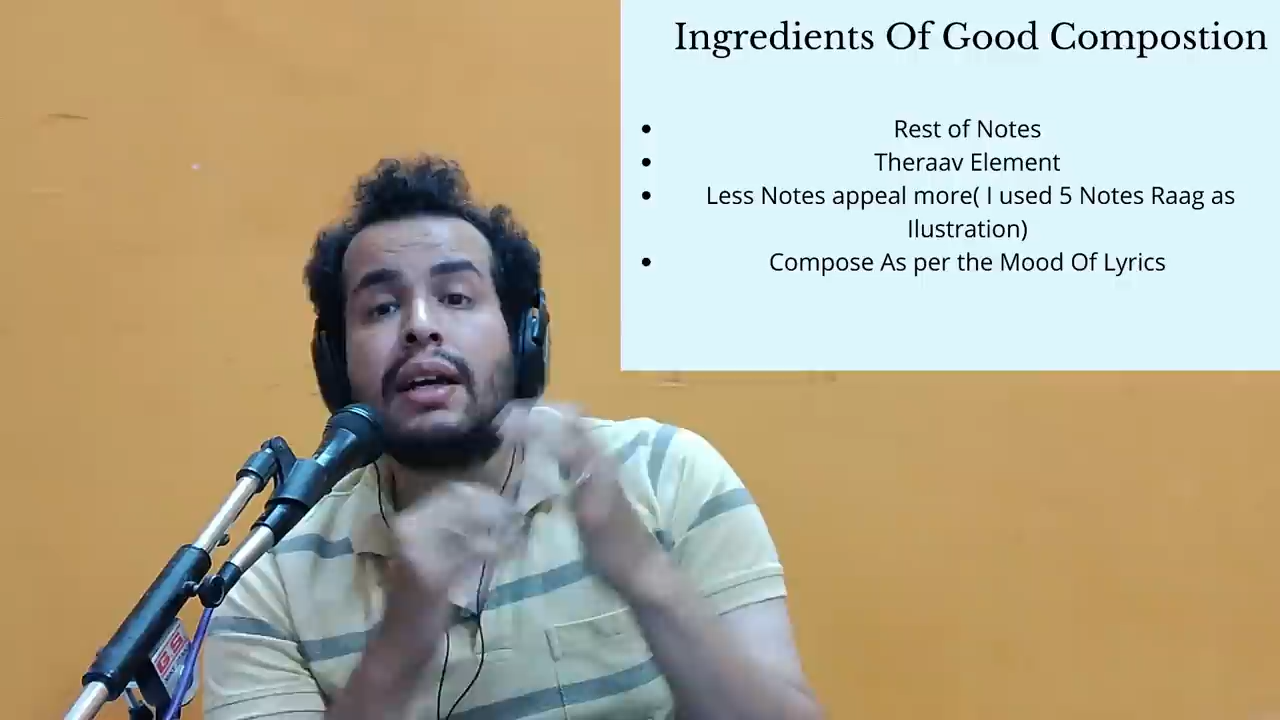 Ingredients Of Good Compostion
Rest of Notes
Theraav Element
Less Notes appeal more( I used 5 Notes Raag as
Ilustration)
Compose As per the Mood Of Lyrics